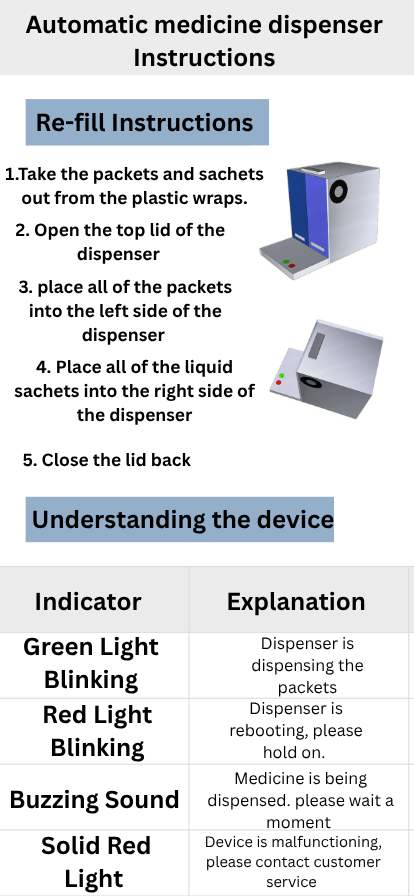 Automatic medicine dispenser
Instructions
Re-fill Instructions
1.Take the packets and sachets
out from the plastic wraps.
2. Open the top lid of the
dispenser
3. place all of the packets
into the left side of the
dispenser
4. Place all of the liquid
sachets into the right side of
the dispenser
5. Close the lid back
Understanding the device
Indicator
Explanation
Green Light
Blinking
Dispenser is
dispensing the
packets
Red Light
Blinking
Dispenser is
rebooting, please
hold on.
Buzzing Sound
Medicine is being
dispensed. please wait a
moment
Solid Red
Light
Device is malfunctioning,
please contact customer
service